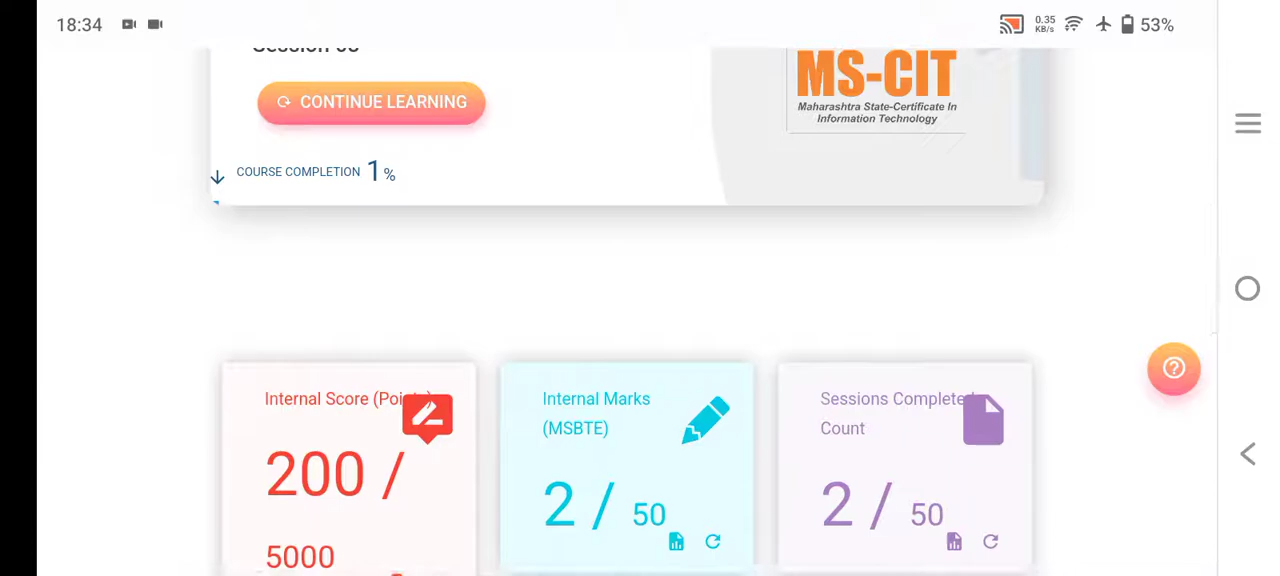 18:34
0.35
KB/s
53%
CONTINUE LEARNING
MS-CIT
Maharashtra State-Certificate In
Information Technology
COURSE COMPLETION 1 %
Internal Score (Points)
200 /
5000
Internal Marks
(MSBTE)
2 / 50
Sessions Completed
Count
2 / 50